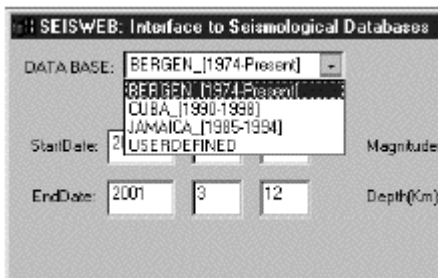 SEISWEB: Interface to Seismological Databases
DATA BASE: BERGEN_[1974-Present]
BERGEN_[1974-Present]
CUBA_[1990-1998]
JAMAICA_[1985-1994]
USERDEFINED
StartDate: Magnitude
EndDate: 2001 3 12 Depth(Km)